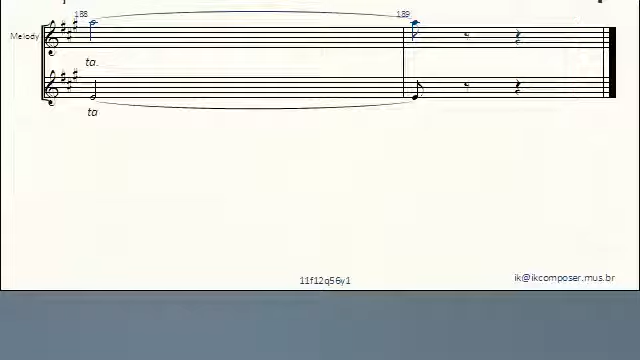 188 189
Melody
ta.
ta
11f12q56y1
ik@ikcomposer.mus.br